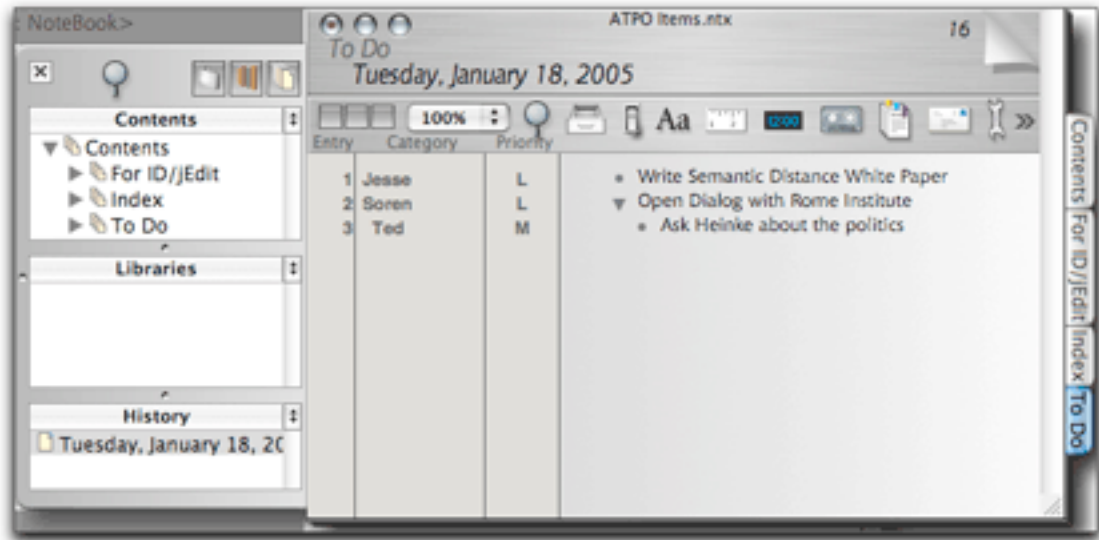 NoteBook>
Contents
Contents
For ID/jEdit
Index
To Do
Libraries
History
Tuesday, January 18, 20
ATPO Items.ntx
16
To Do
Tuesday, January 18, 2005
100%
Aa
12:00
Entry Category Priority
1 Jesse L Write Semantic Distance White Paper
2 Soren L Open Dialog with Rome Institute
3 Ted M Ask Heinke about the politics
Contents
For ID/jEdit
Index
To Do